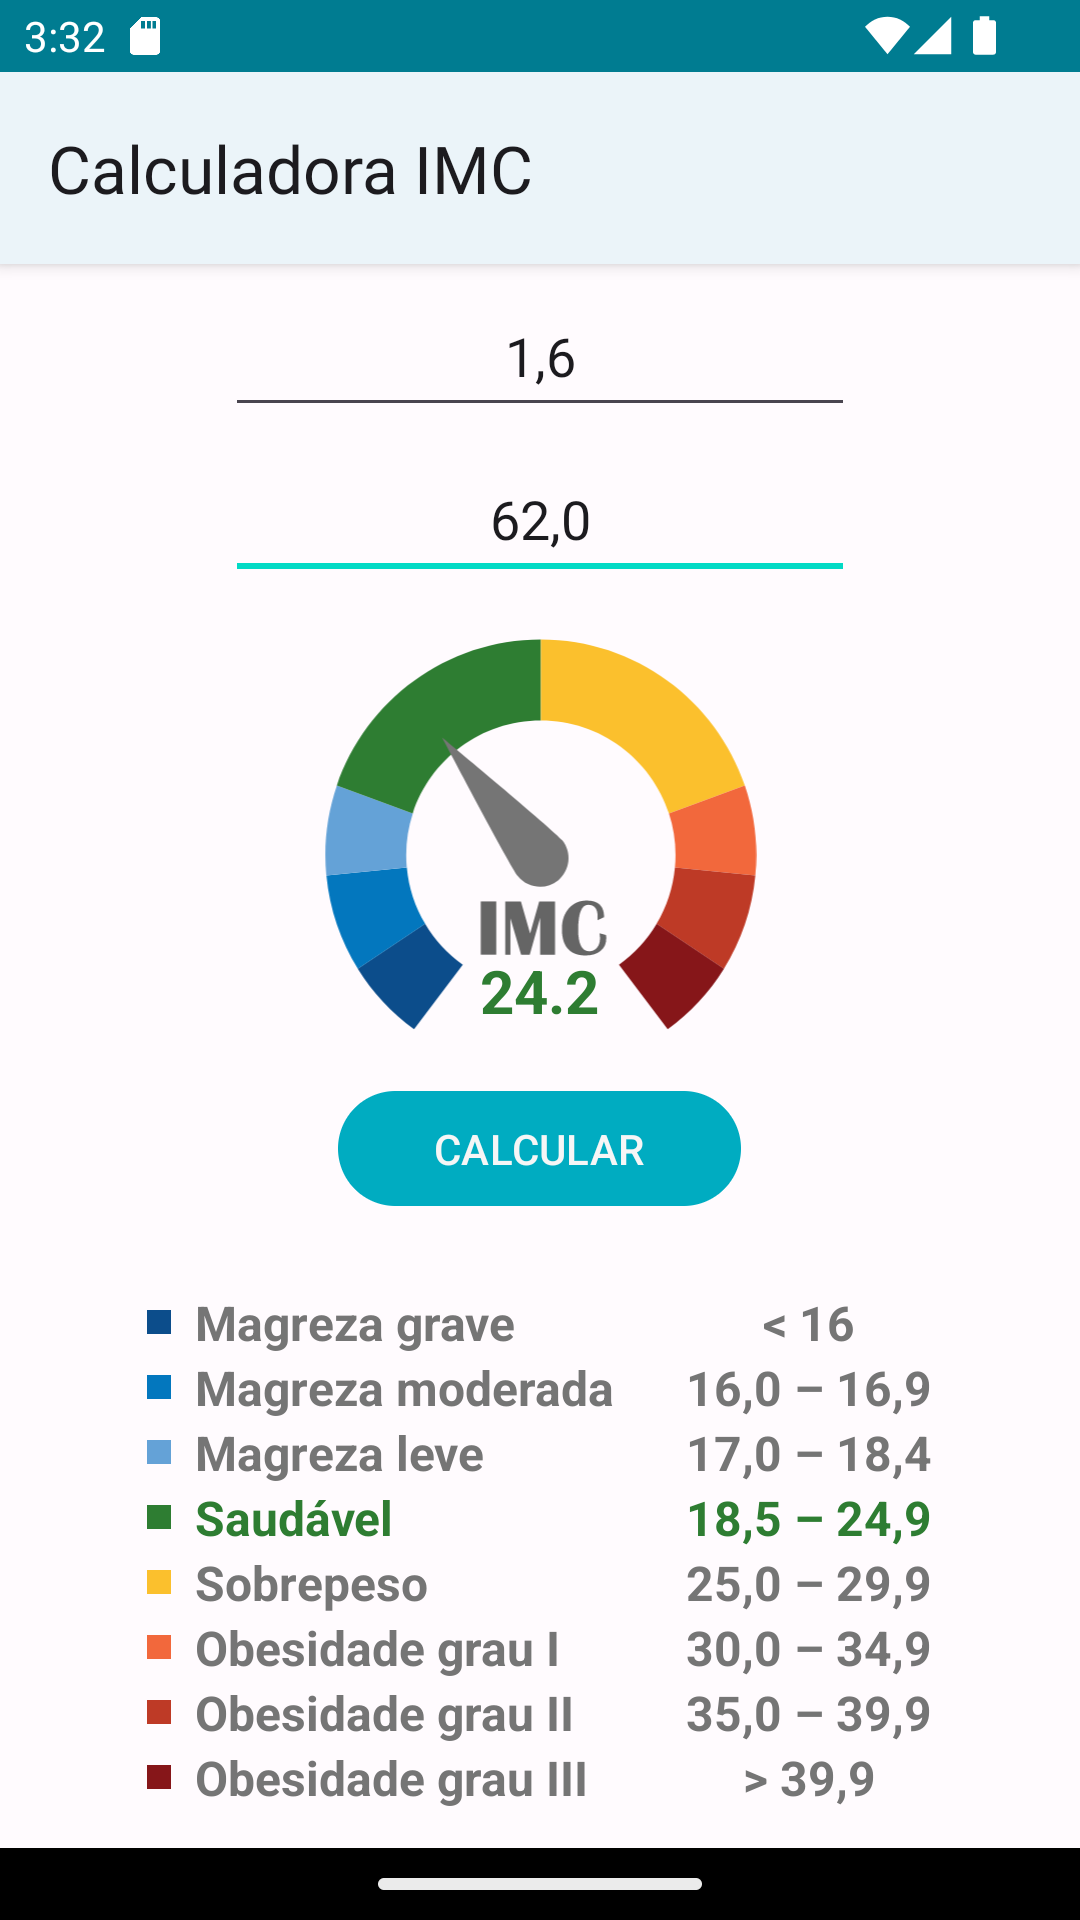 3:32
Calculadora IMC
1,6
62,0
IMC
24.2
CALCULAR
Magreza grave < 16
Magreza moderada 16,0 – 16,9
Magreza leve 17,0 – 18,4
Saudável 18,5 – 24,9
Sobrepeso 25,0 – 29,9
Obesidade grau I 30,0 – 34,9
Obesidade grau II 35,0 – 39,9
Obesidade grau III > 39,9